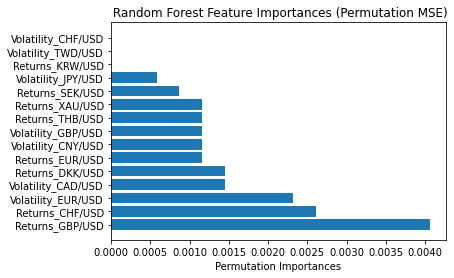 Random Forest Feature Importances (Permutation MSE)
Volatility_CHF/USD
Volatility_TWD/USD
Returns_KRW/USD
Volatility_JPY/USD
Returns_SEK/USD
Returns_XAU/USD
Returns_THB/USD
Volatility_GBP/USD
Volatility_CNY/USD
Returns_EUR/USD
Returns_DKK/USD
Volatility_CAD/USD
Volatility_EUR/USD
Returns_CHF/USD
Returns_GBP/USD
0.0000 0.0005 0.0010 0.0015 0.0020 0.0025 0.0030 0.0035 0.0040
Permutation Importances